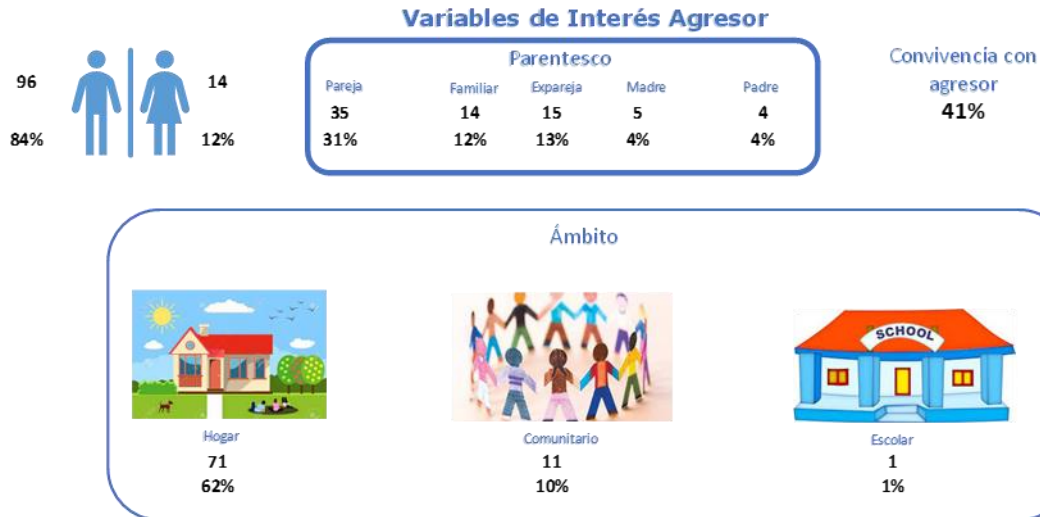 Variables de Interés Agresor
96
84%
14
12%
Parentesco
Pareja Familiar Expareja Madre Padre
35 14 15 5 4
31% 12% 13% 4% 4%
Convivencia con
agresor
41%
Ámbito
SCHOOL
Hogar Comunitario Escolar
71 11 1
62% 10% 1%